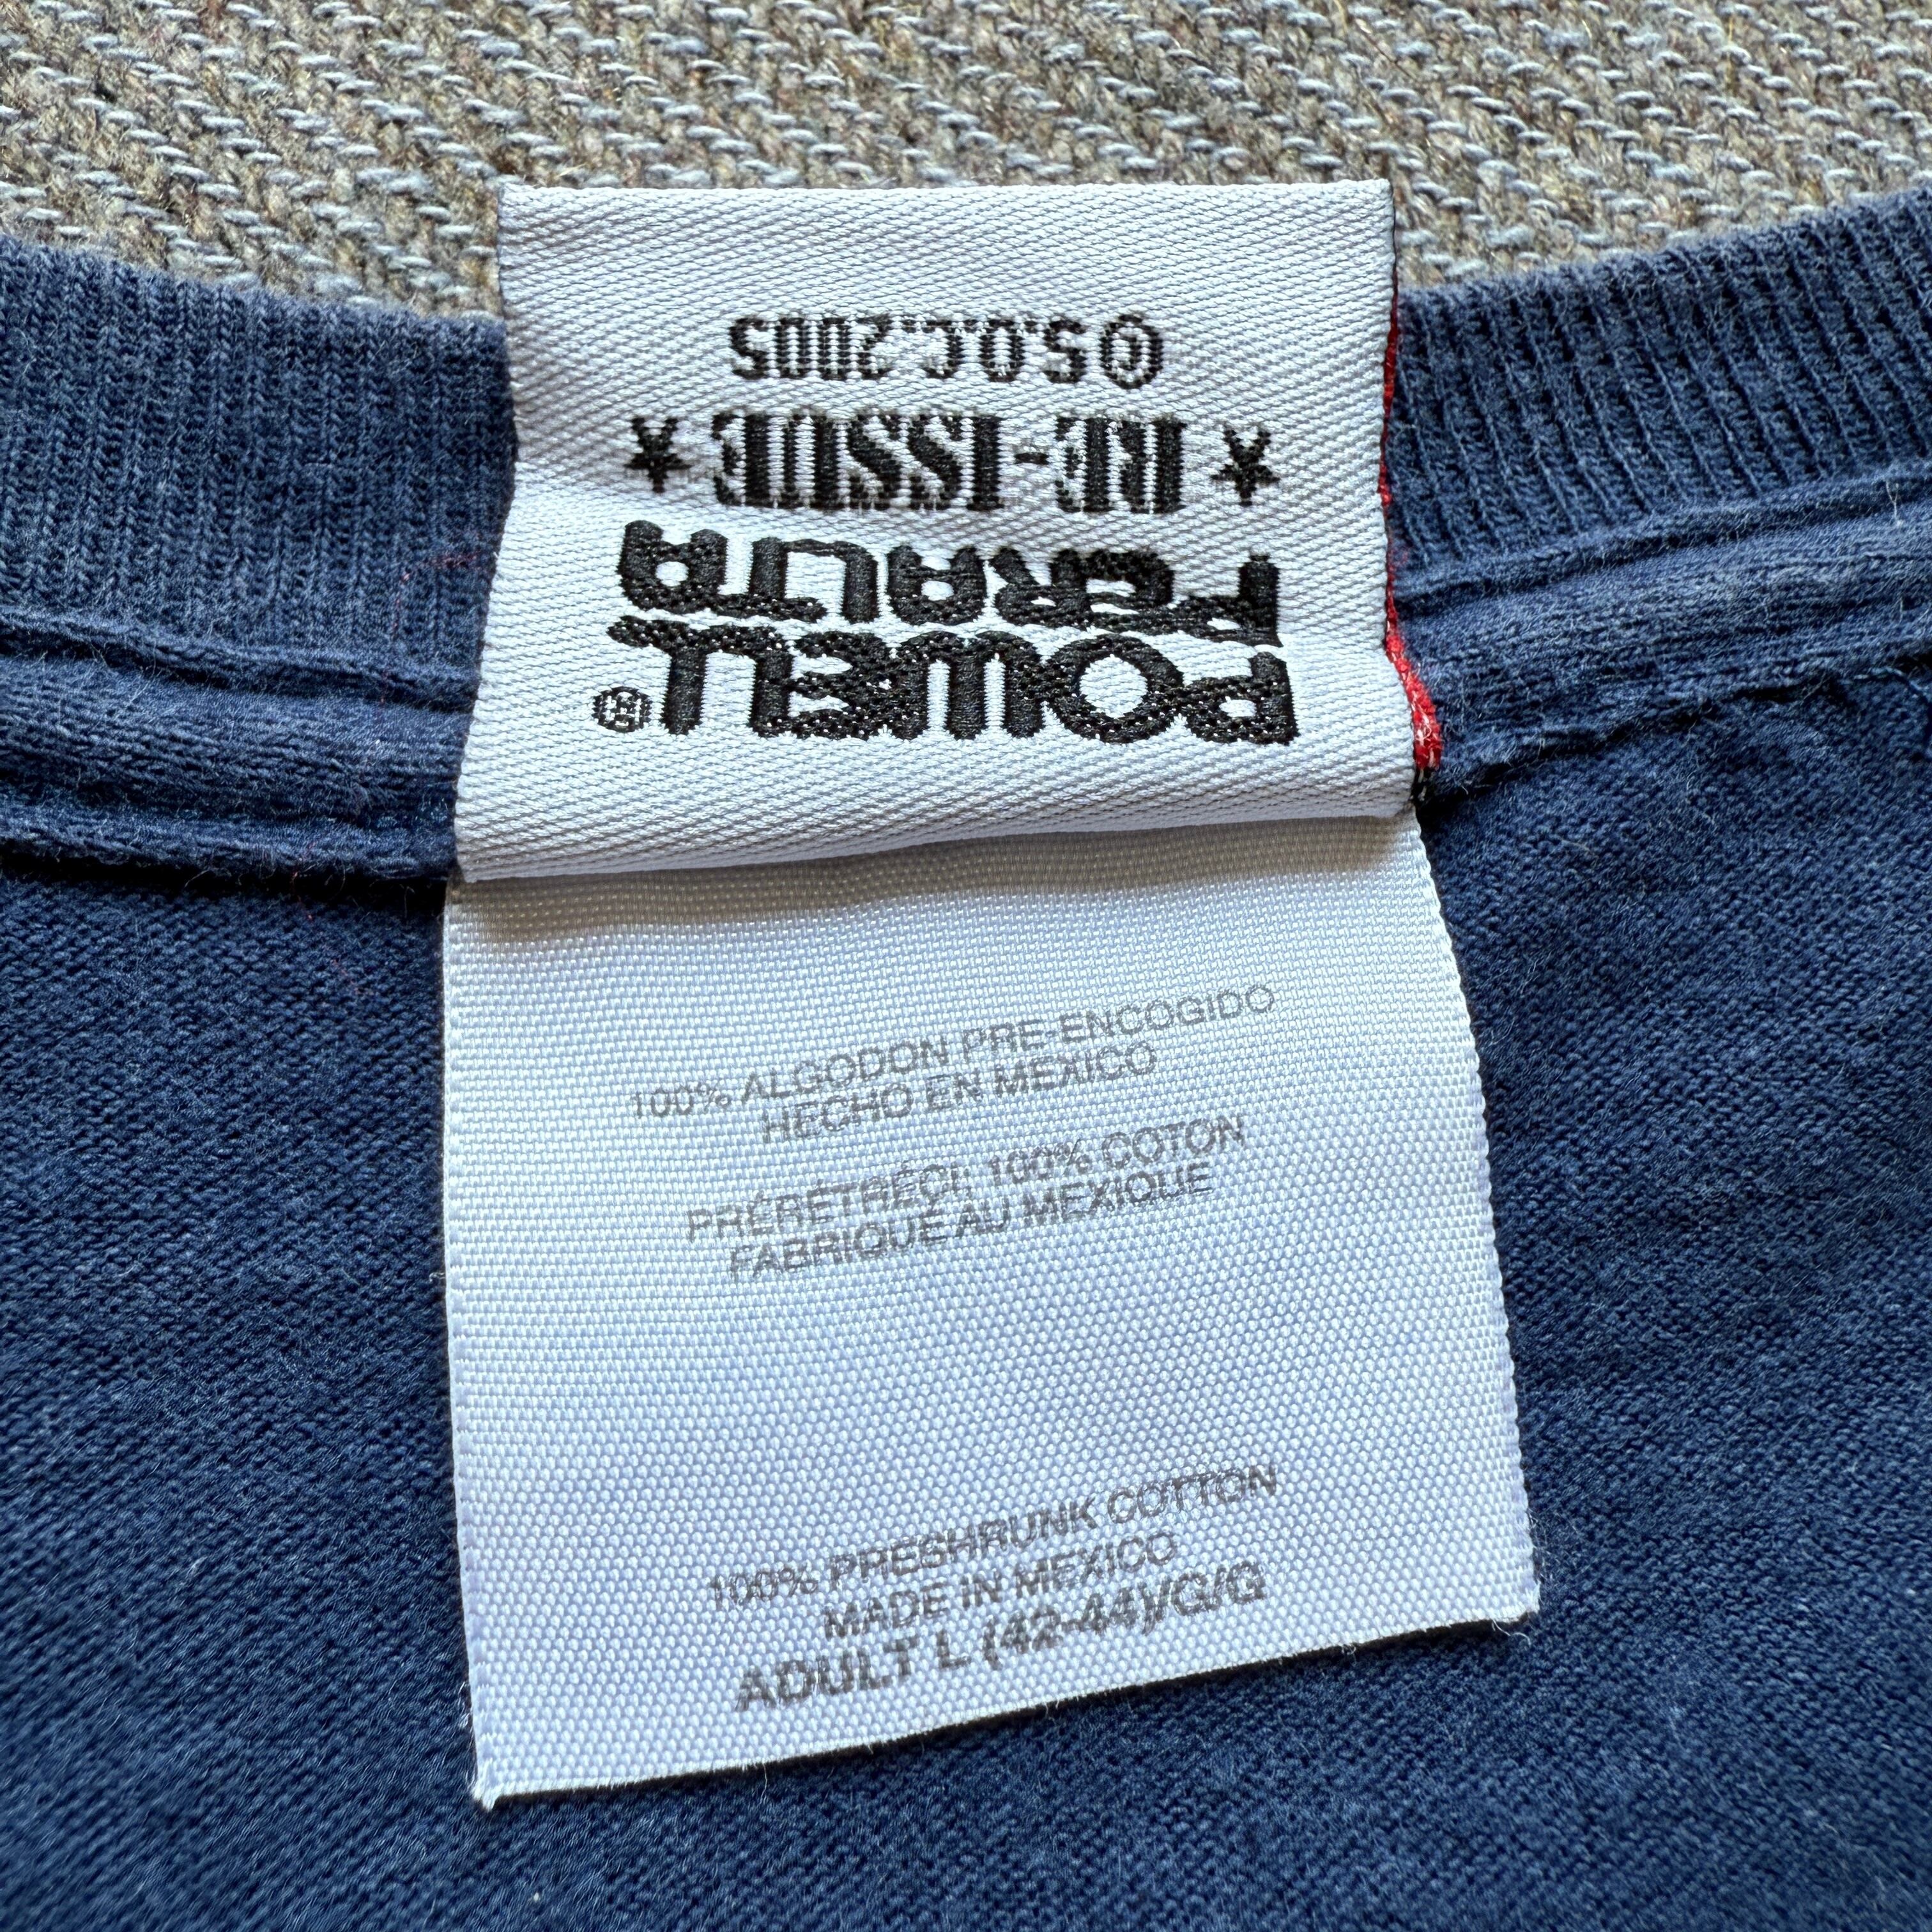 POWELL®
PERALTA
★ RE-ISSUE ★
© S.O.C. 2005
100% ALGODON PRE-ENCOGIDO
HECHO EN MEXICO
PRÉRÉTRÉCI, 100% COTON
FABRIQUE AU MEXIQUE
100% PRESHRUNK COTTON
MADE IN MEXICO
ADULT L (42-44)/G/G